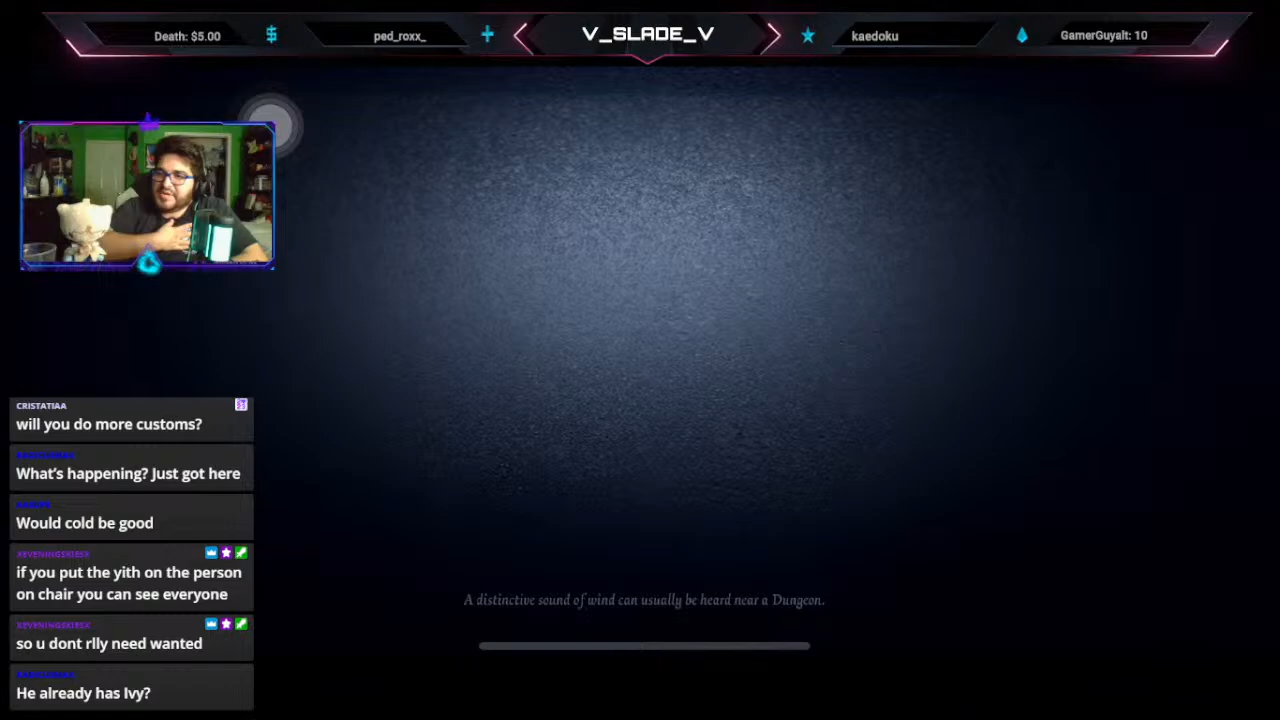 Death: $5.00
ped_roxx_
V_SLADE_V
kaedoku
GamerGuyalt: 10
CRISTATIAA
will you do more customs?
What's happening? Just got here
Would cold be good
XEVENINGSKIESX
if you put the yith on the person
on chair you can see everyone
XEVENINGSKIESX
so u dont rlly need wanted
He already has Ivy?
A distinctive sound of wind can usually be heard near a Dungeon.